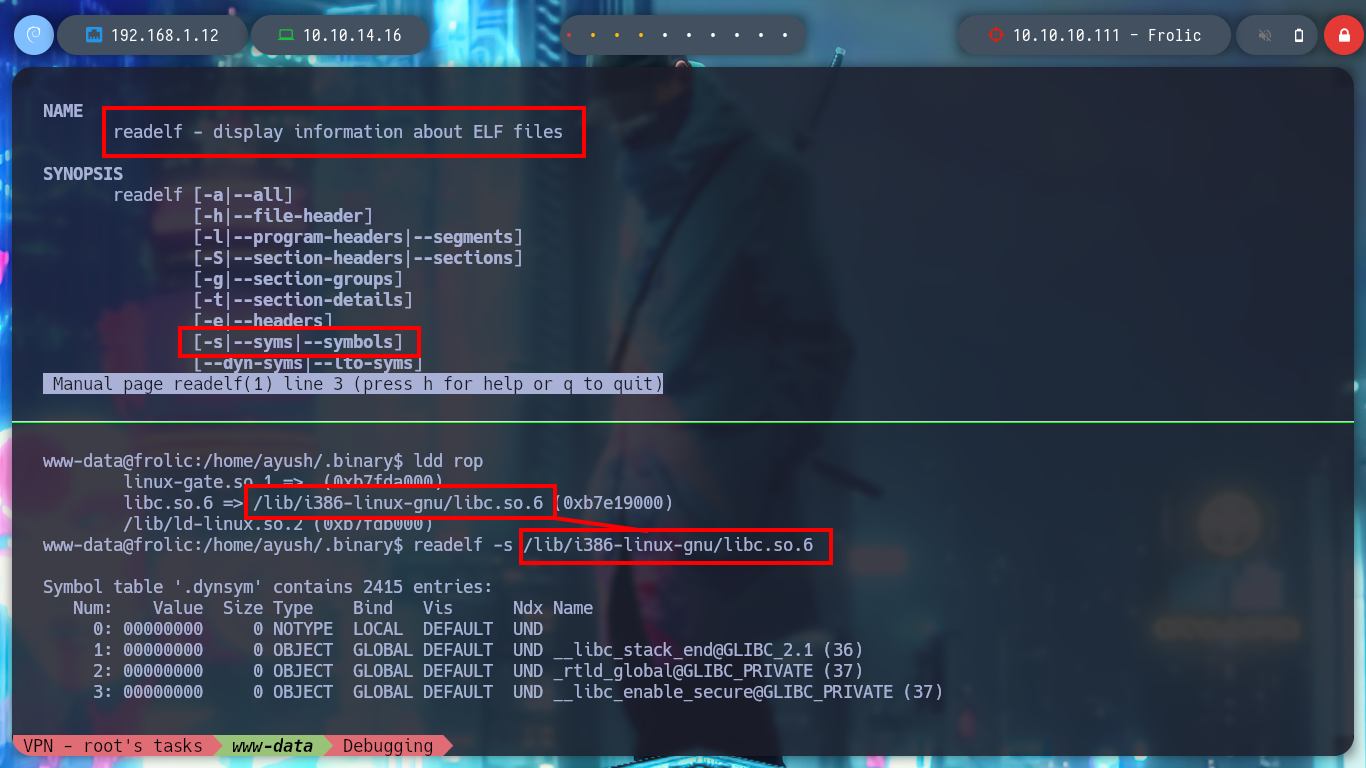 192.168.1.12 10.10.14.16 10.10.10.111 - Frolic
NAME
readelf - display information about ELF files
SYNOPSIS
readelf [-a|--all]
[-h|--file-header]
[-l|--program-headers|--segments]
[-S|--section-headers|--sections]
[-g|--section-groups]
[-t|--section-details]
[-e|--headers]
[-s|--syms|--symbols]
[--dyn-syms|--lto-syms]
Manual page readelf(1) line 3 (press h for help or q to quit)
www-data@frolic:/home/ayush/.binary$ ldd rop
linux-gate.so.1 => (0xb7fda000)
libc.so.6 => /lib/i386-linux-gnu/libc.so.6 (0xb7e19000)
/lib/ld-linux.so.2 (0xb7fdb000)
www-data@frolic:/home/ayush/.binary$ readelf -s /lib/i386-linux-gnu/libc.so.6
Symbol table '.dynsym' contains 2415 entries:
Num: Value Size Type Bind Vis Ndx Name
0: 00000000 0 NOTYPE LOCAL DEFAULT UND
1: 00000000 0 OBJECT GLOBAL DEFAULT UND __libc_stack_end@GLIBC_2.1 (36)
2: 00000000 0 OBJECT GLOBAL DEFAULT UND _rtld_global@GLIBC_PRIVATE (37)
3: 00000000 0 OBJECT GLOBAL DEFAULT UND __libc_enable_secure@GLIBC_PRIVATE (37)
VPN - root's tasks www-data Debugging